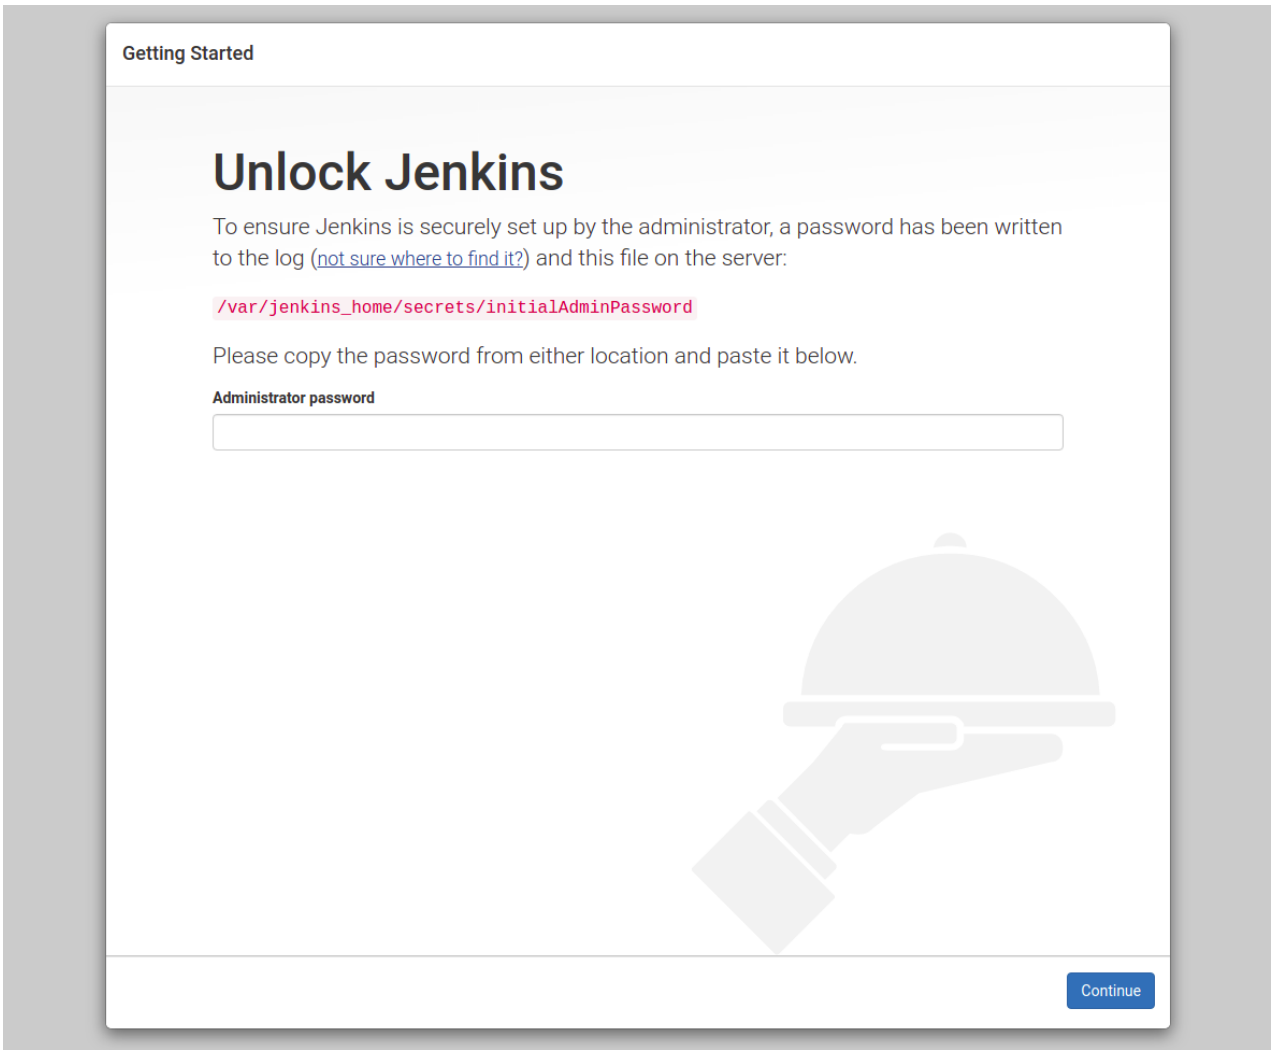 Getting Started
Unlock Jenkins
To ensure Jenkins is securely set up by the administrator, a password has been written
to the log (not sure where to find it?) and this file on the server:
/var/jenkins_home/secrets/initialAdminPassword
Please copy the password from either location and paste it below.
Administrator password
Continue